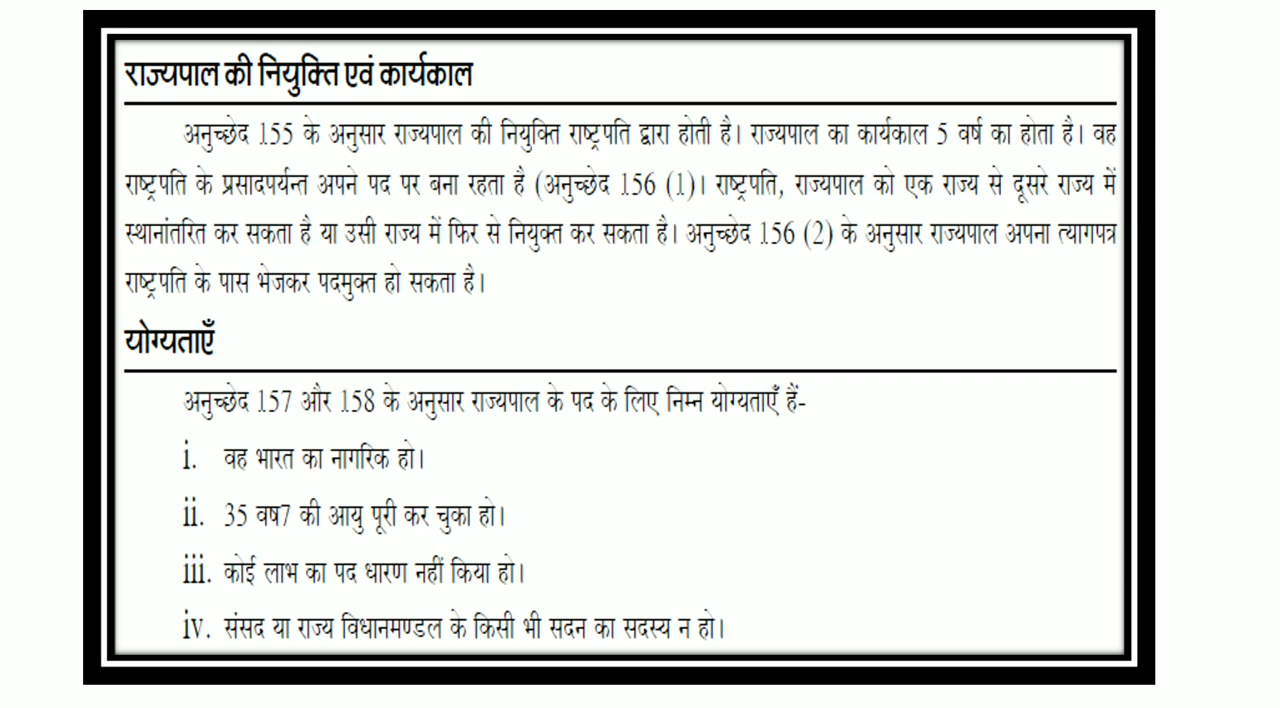 राज्यपाल की नियुक्ति एवं कार्यकाल
अनुच्छेद 155 के अनुसार राज्यपाल की नियुक्ति राष्ट्रपति द्वारा होती है। राज्यपाल का कार्यकाल 5 वर्ष का होता है। वह
राष्ट्रपति के प्रसादपर्यन्त अपने पद पर बना रहता है (अनुच्छेद 156 (1)। राष्ट्रपति, राज्यपाल को एक राज्य से दूसरे राज्य में
स्थानांतरित कर सकता है या उसी राज्य में फिर से नियुक्त कर सकता है। अनुच्छेद 156 (2) के अनुसार राज्यपाल अपना त्यागपत्र
राष्ट्रपति के पास भेजकर पदमुक्त हो सकता है।
योग्यताएँ
अनुच्छेद 157 और 158 के अनुसार राज्यपाल के पद के लिए निम्न योग्यताएँ हैं-
i. वह भारत का नागरिक हो।
ii. 35 वष7 की आयु पूरी कर चुका हो।
iii. कोई लाभ का पद धारण नहीं किया हो।
iv. संसद या राज्य विधानमण्डल के किसी भी सदन का सदस्य न हो।